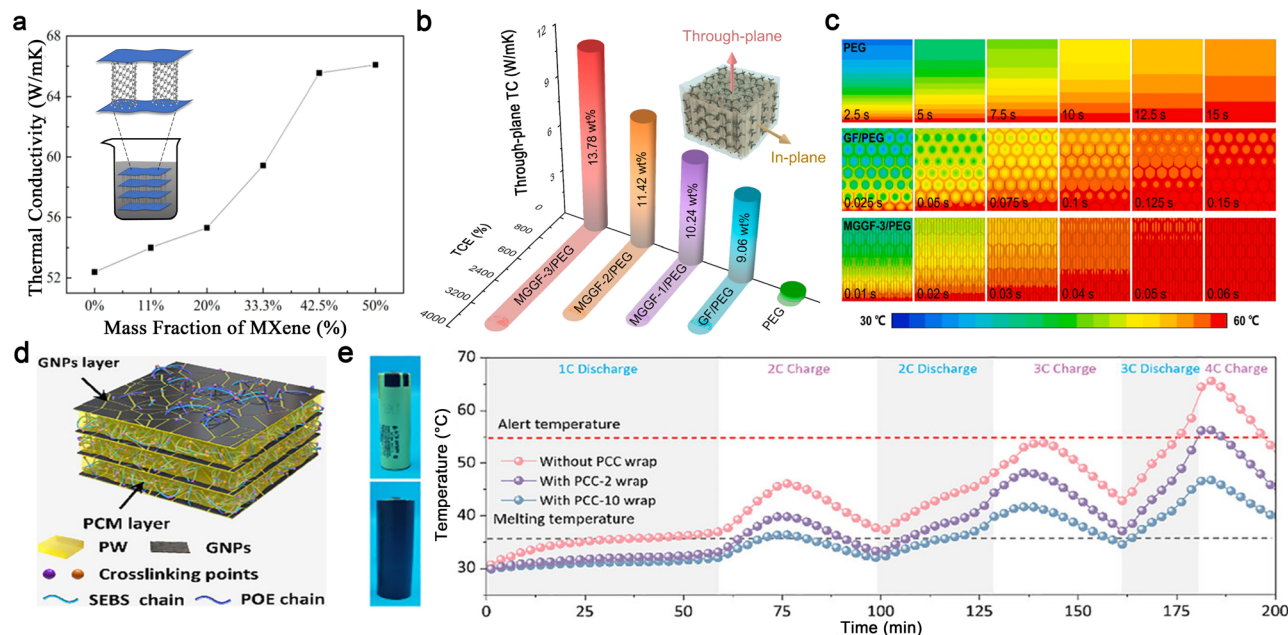 a
Thermal Conductivity (W/mK)
68
64
60
56
52
0%
11%
20%
33.3%
42.5%
50%
Mass Fraction of MXene (%)
b
Through-plane TC (W/mK)
12
9
6
3
0
TCE (%)
800
600
2400
3200
4000
13.78 wt%
11.42 wt%
10.24 wt%
9.06 wt%
MGGF-3/PEG
MGGF-2/PEG
MGGF-1/PEG
GF/PEG
PEG
Through-plane
In-plane
c
PEG
2.5 s
5 s
7.5 s
10 s
12.5 s
15 s
GF/PEG
0.025 s
0.05 s
0.075 s
0.1 s
0.125 s
0.15 s
MGGF-3/PEG
0.01 s
0.02 s
0.03 s
0.04 s
0.05 s
0.06 s
30 ℃
60 ℃
d
GNPs layer
PCM layer
PW
GNPs
Crosslinking points
SEBS chain
POE chain
e
Temperature (°C)
70
60
50
40
30
1C Discharge
2C Charge
2C Discharge
3C Charge
3C Discharge
4C Charge
Alert temperature
Without PCC wrap
With PCC-2 wrap
With PCC-10 wrap
Melting temperature
0
25
50
75
100
125
150
175
200
Time (min)